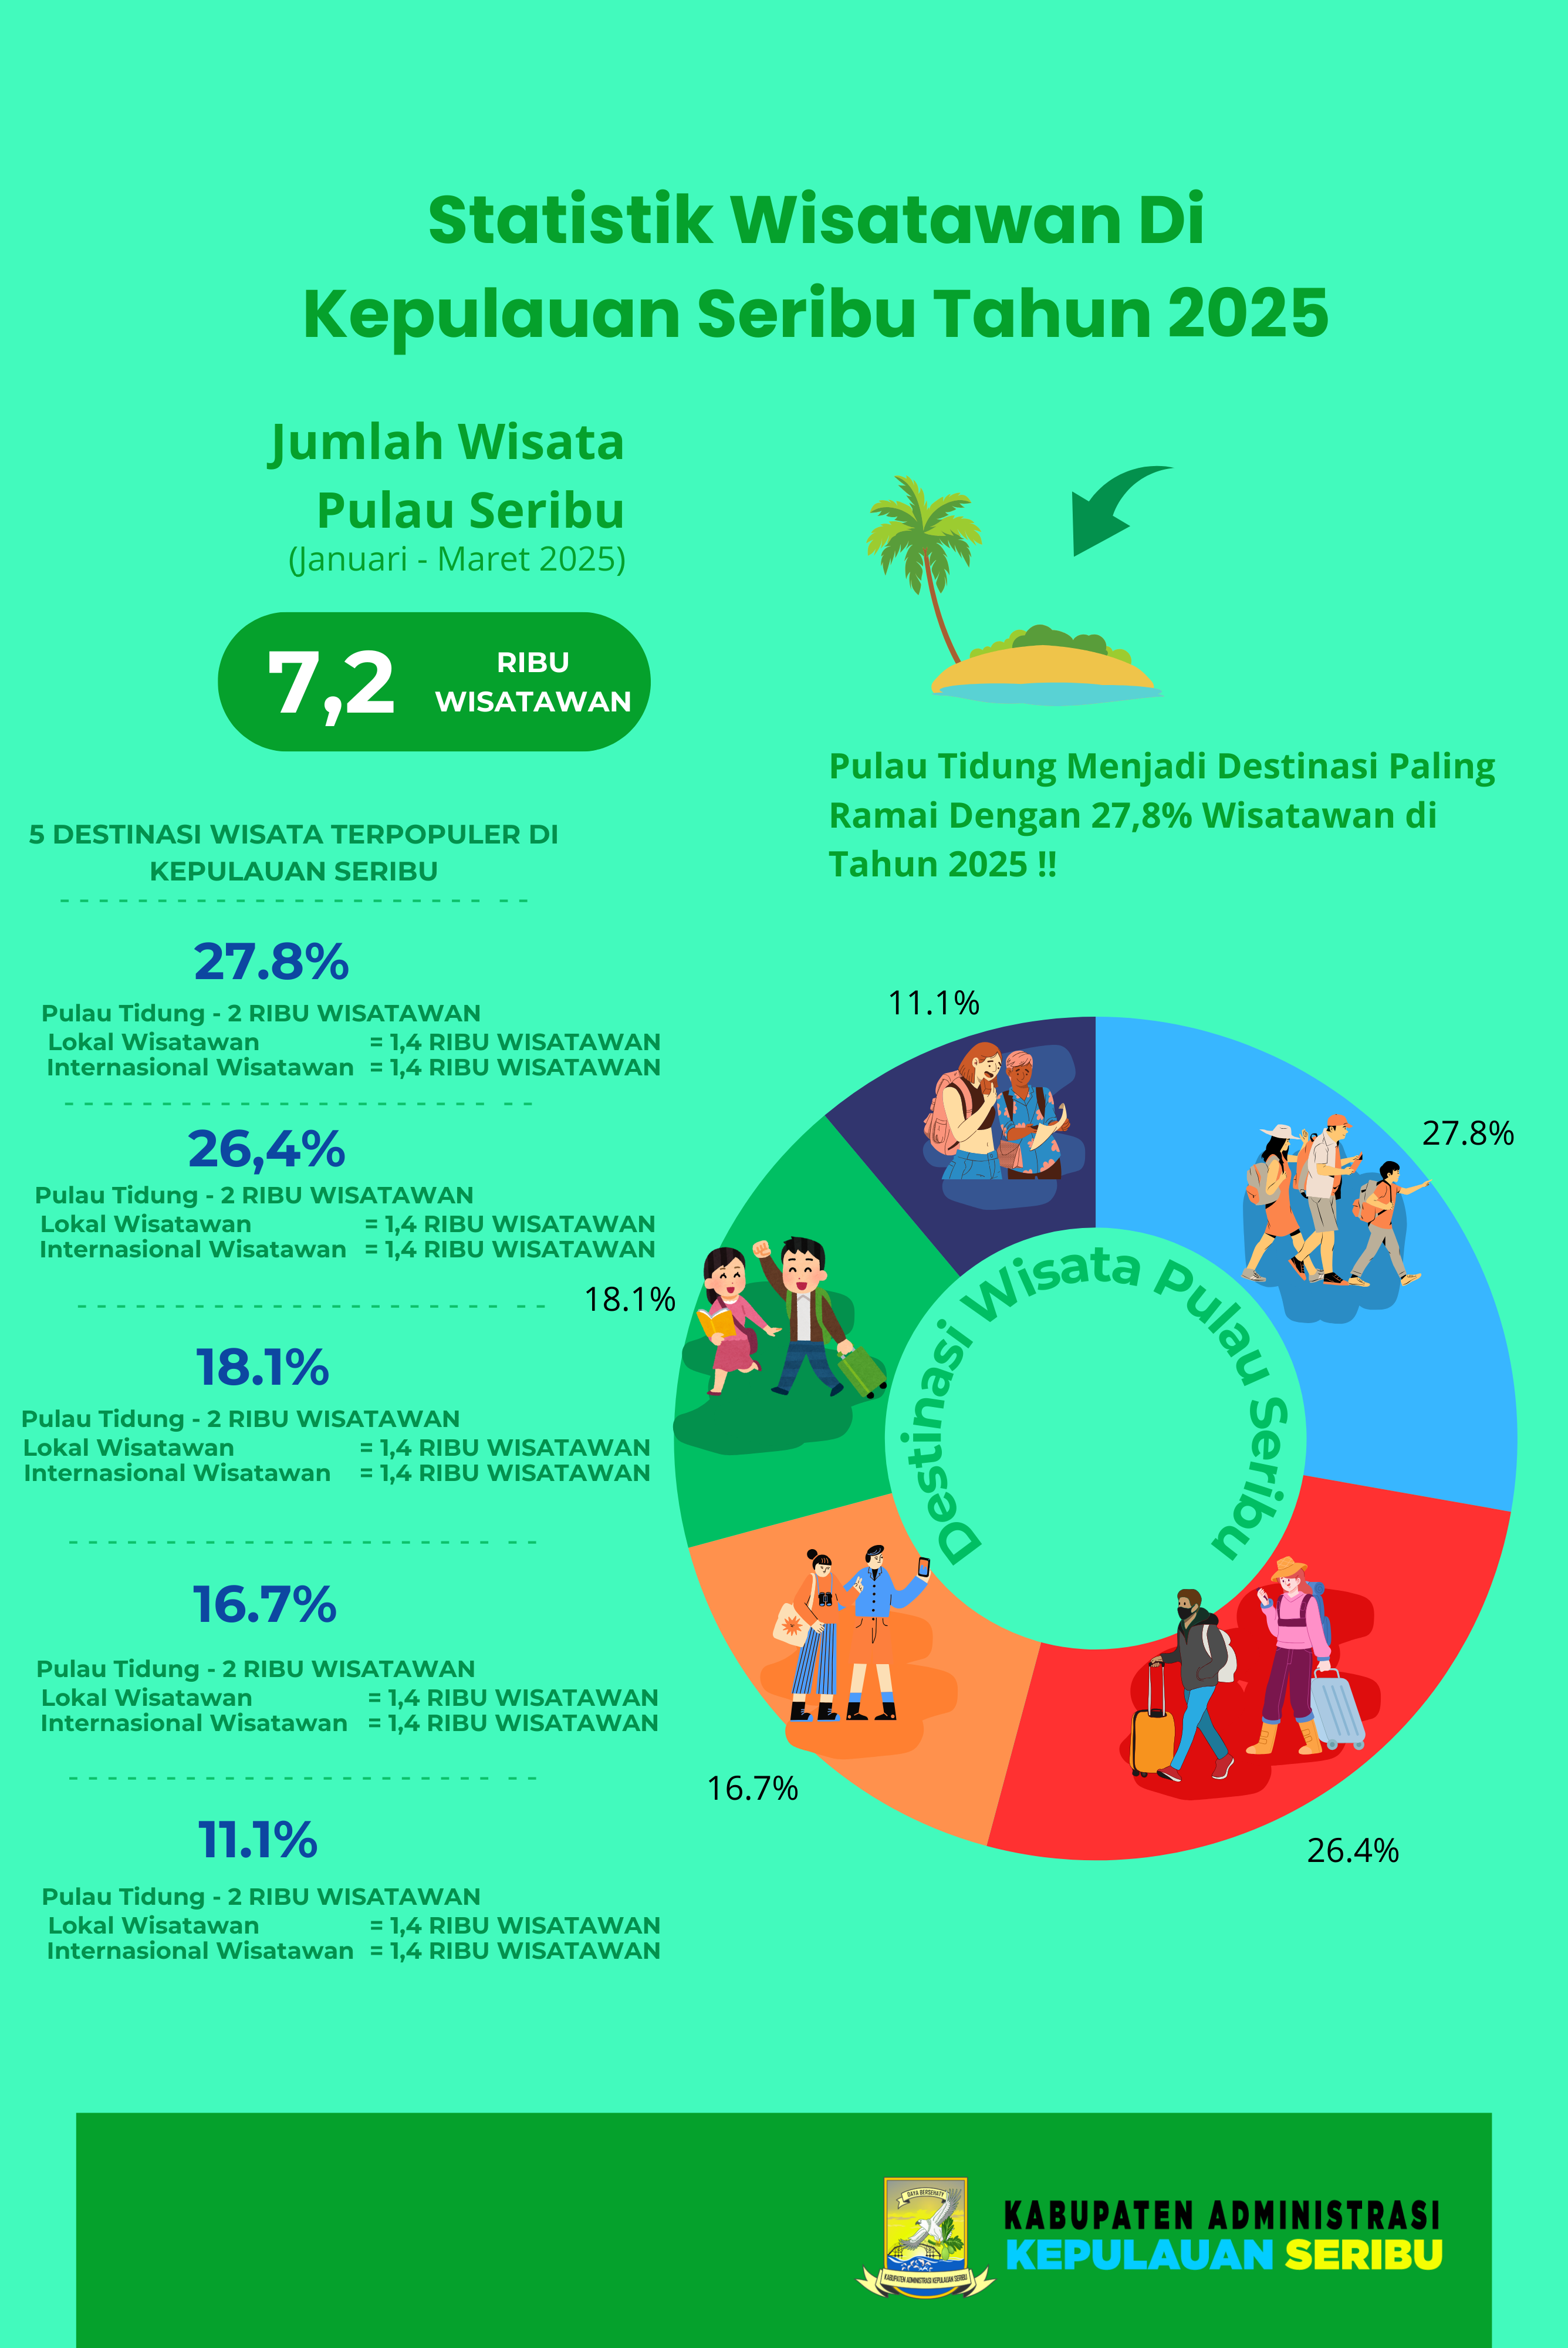 Statistik Wisatawan Di
Kepulauan Seribu Tahun 2025
Jumlah Wisata
Pulau Seribu
(Januari - Maret 2025)
7,2
RIBU
WISATAWAN
Pulau Tidung Menjadi Destinasi Paling
Ramai Dengan 27,8% Wisatawan di
Tahun 2025 !!
5 DESTINASI WISATA TERPOPULER DI
KEPULAUAN SERIBU
27.8%
Pulau Tidung - 2 RIBU WISATAWAN
Lokal Wisatawan = 1,4 RIBU WISATAWAN
Internasional Wisatawan = 1,4 RIBU WISATAWAN
26,4%
Pulau Tidung - 2 RIBU WISATAWAN
Lokal Wisatawan = 1,4 RIBU WISATAWAN
Internasional Wisatawan = 1,4 RIBU WISATAWAN
18.1%
Pulau Tidung - 2 RIBU WISATAWAN
Lokal Wisatawan = 1,4 RIBU WISATAWAN
Internasional Wisatawan = 1,4 RIBU WISATAWAN
16.7%
Pulau Tidung - 2 RIBU WISATAWAN
Lokal Wisatawan = 1,4 RIBU WISATAWAN
Internasional Wisatawan = 1,4 RIBU WISATAWAN
11.1%
Pulau Tidung - 2 RIBU WISATAWAN
Lokal Wisatawan = 1,4 RIBU WISATAWAN
Internasional Wisatawan = 1,4 RIBU WISATAWAN
11.1%
27.8%
18.1%
16.7%
26.4%
Destinasi Wisata Pulau Seribu
DAYA BERSEHATY
KABUPATEN ADMINISTRASI KEPULAUAN SERIBU
KABUPATEN ADMINISTRASI
KEPULAUAN SERIBU